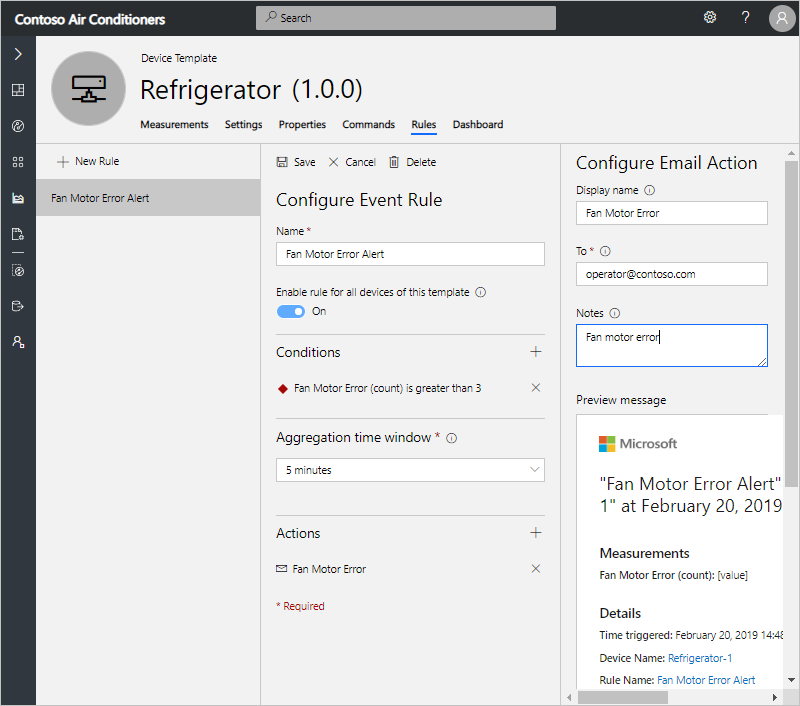 Contoso Air Conditioners
Search
?
Device Template
Refrigerator (1.0.0)
Measurements Settings Properties Commands Rules Dashboard
New Rule
Fan Motor Error Alert
Save Cancel Delete
Configure Event Rule
Name *
Fan Motor Error Alert
Enable rule for all devices of this template
On
Conditions
Fan Motor Error (count) is greater than 3
Aggregation time window *
5 minutes
Actions
Fan Motor Error
* Required
Configure Email Action
Display name
Fan Motor Error
To *
operator@contoso.com
Notes
Fan motor error
Preview message
Microsoft
"Fan Motor Error Alert"
1" at February 20, 2019
Measurements
Fan Motor Error (count): [value]
Details
Time triggered: February 20, 2019 14:48
Device Name: Refrigerator-1
Rule Name: Fan Motor Error Alert